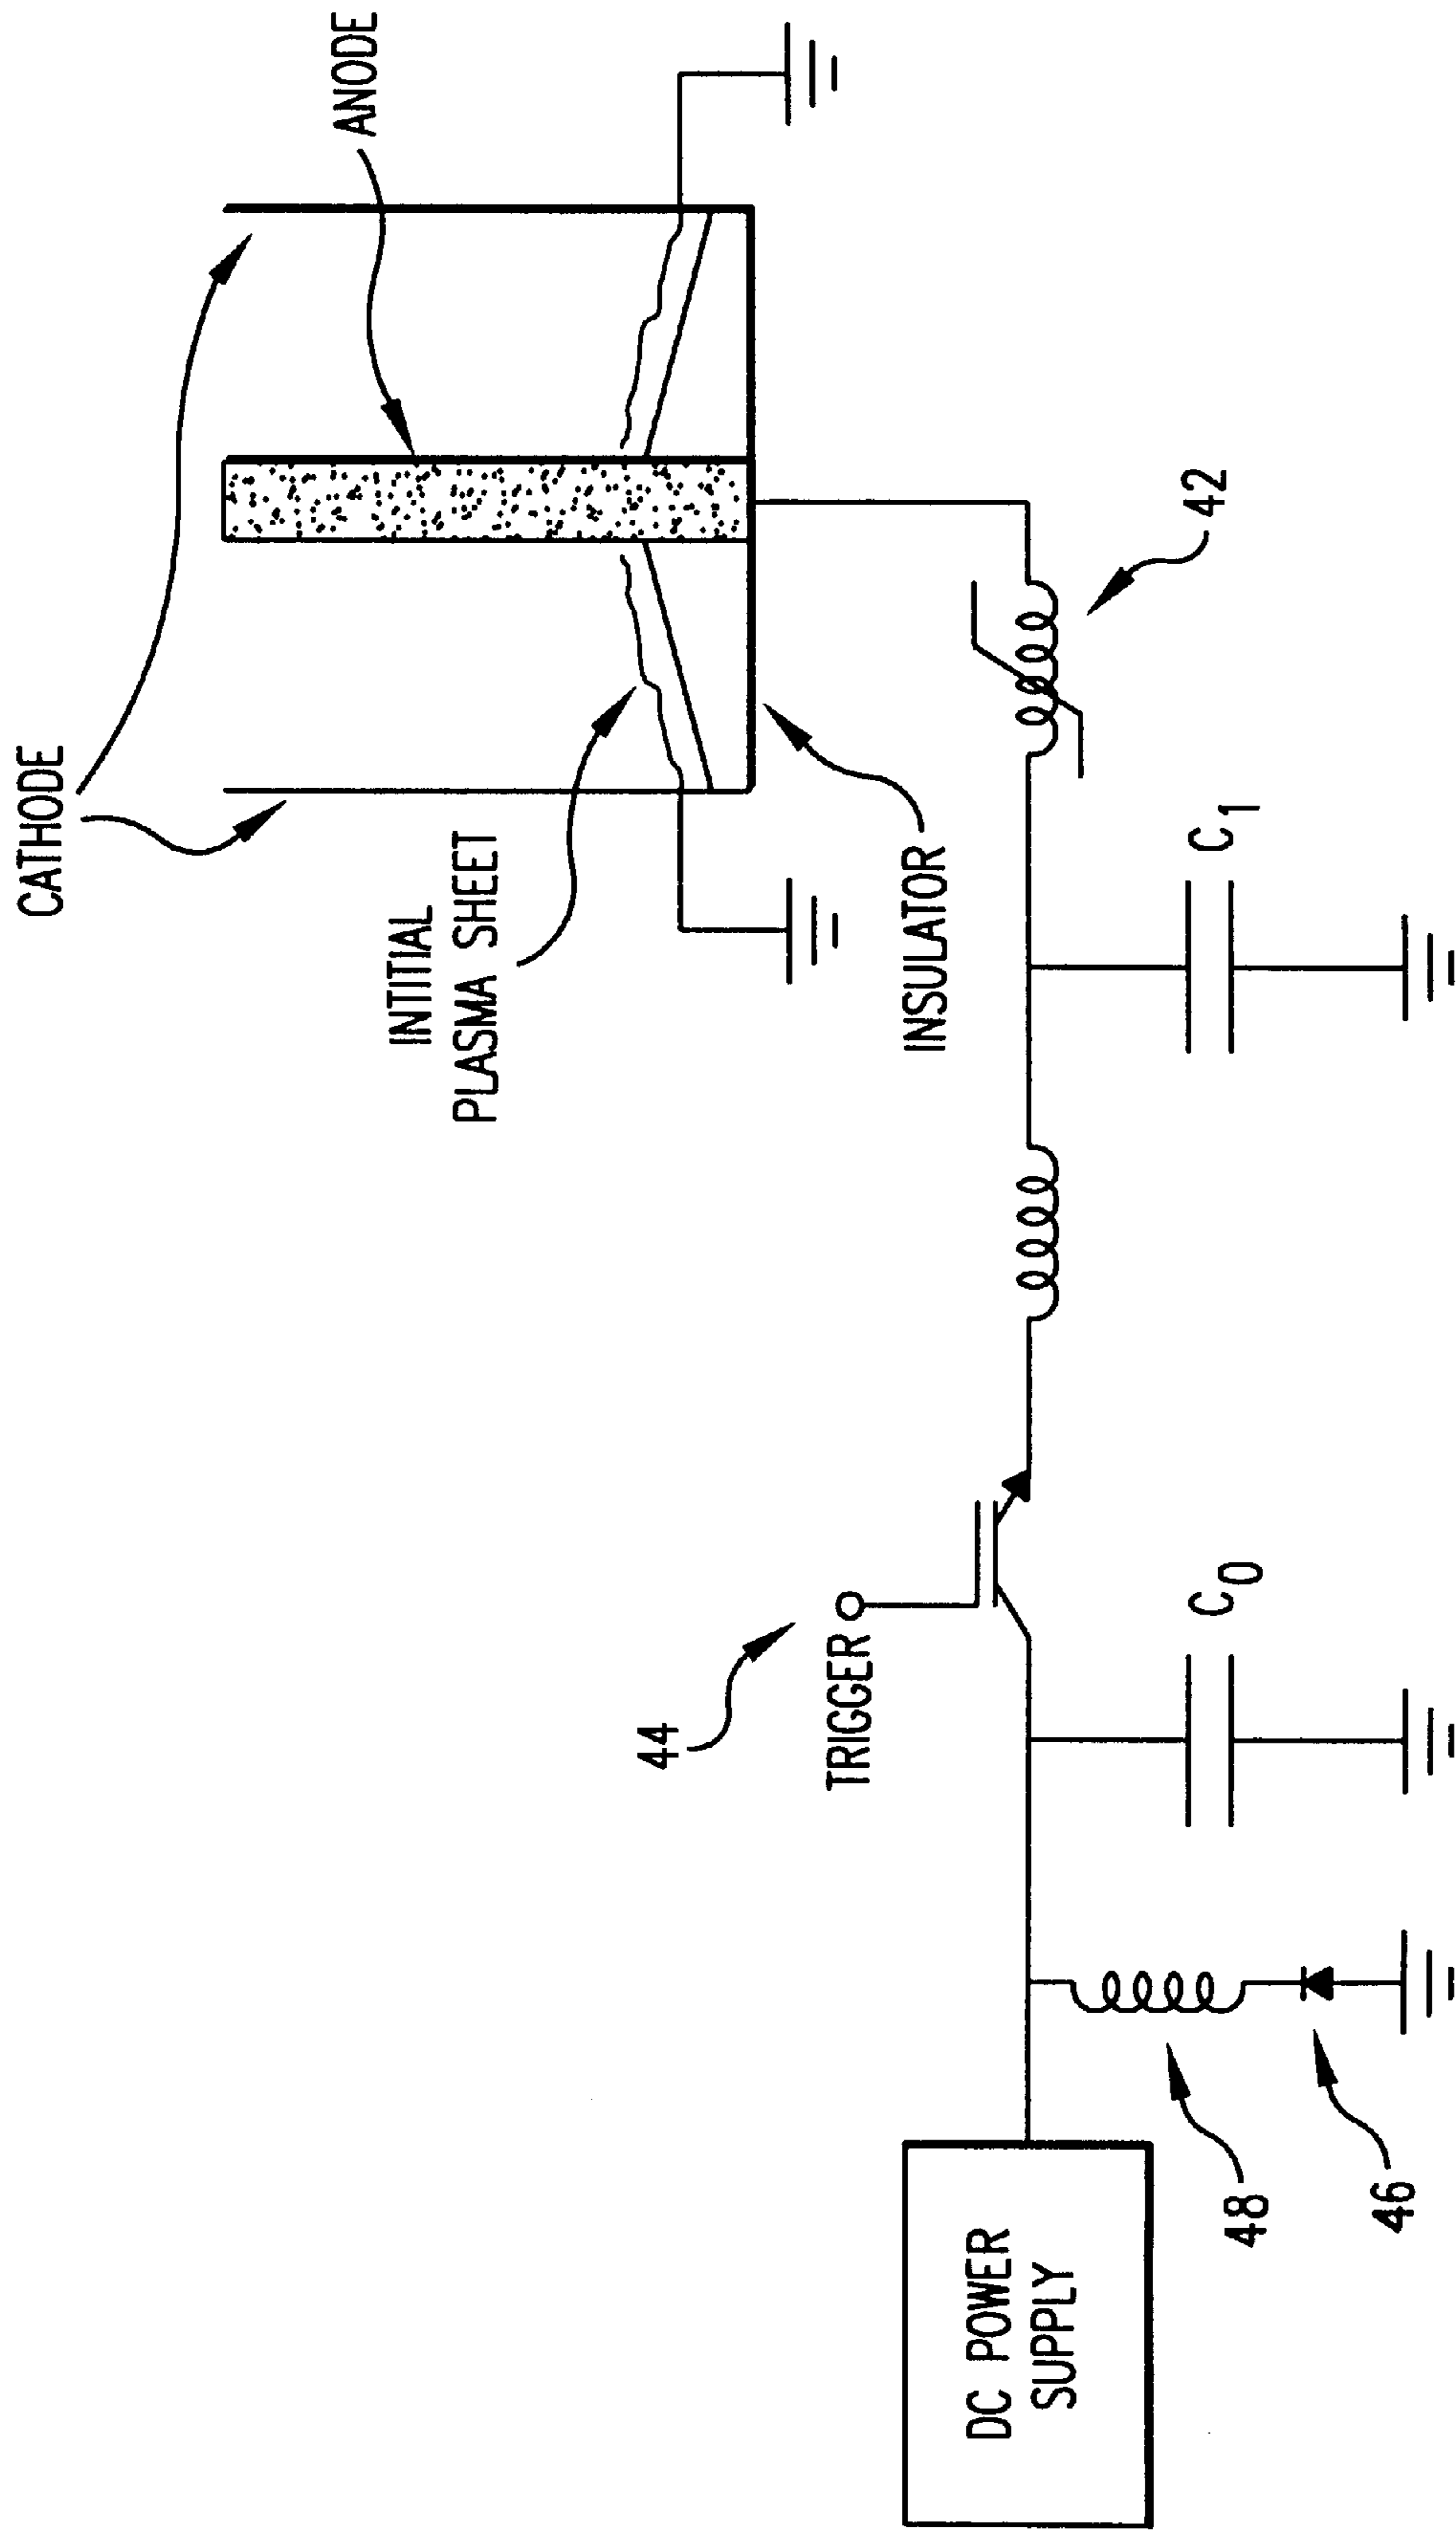 CATHODE
ANODE
INTITIAL
PLASMA SHEET
INSULATOR
42
44
TRIGGER
C1
C0
DC POWER
SUPPLY
48
46